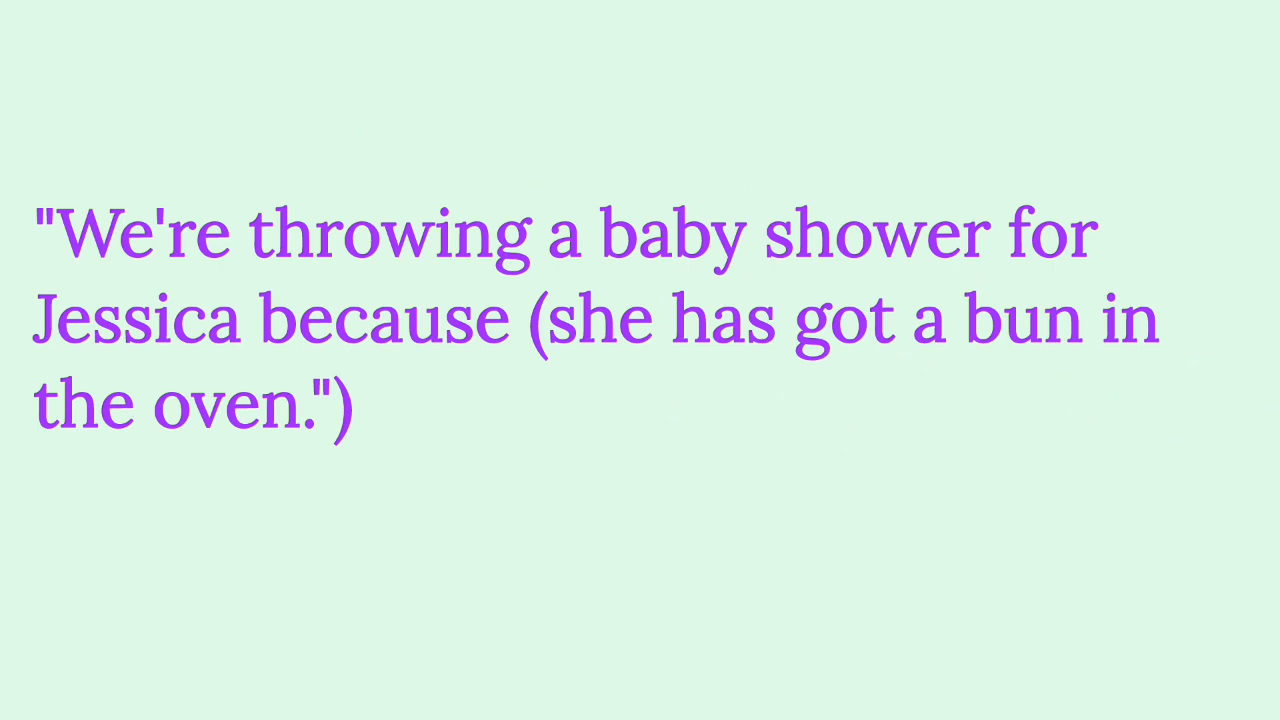 "We're throwing a baby shower for
Jessica because (she has got a bun in
the oven.")